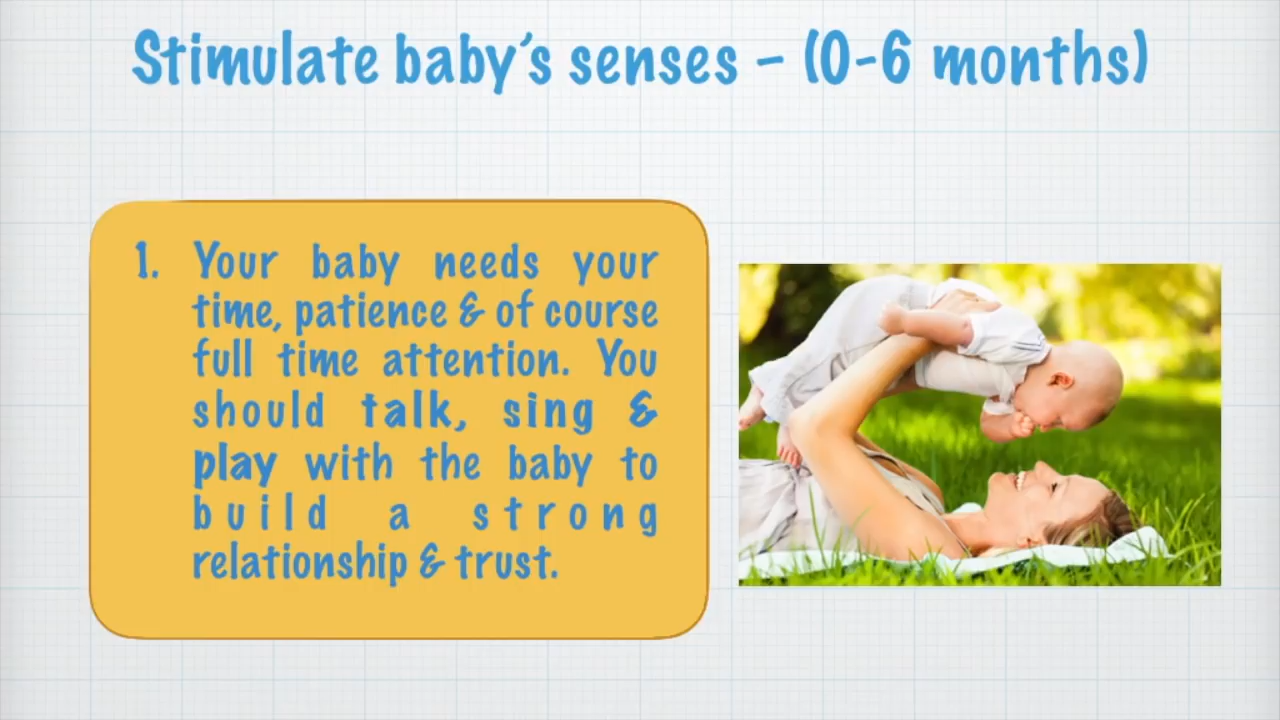 Stimulate baby's senses – (0-6 months)
1. Your baby needs your
time, patience & of course
full time attention. You
should talk, sing &
play with the baby to
build a strong
relationship & trust.